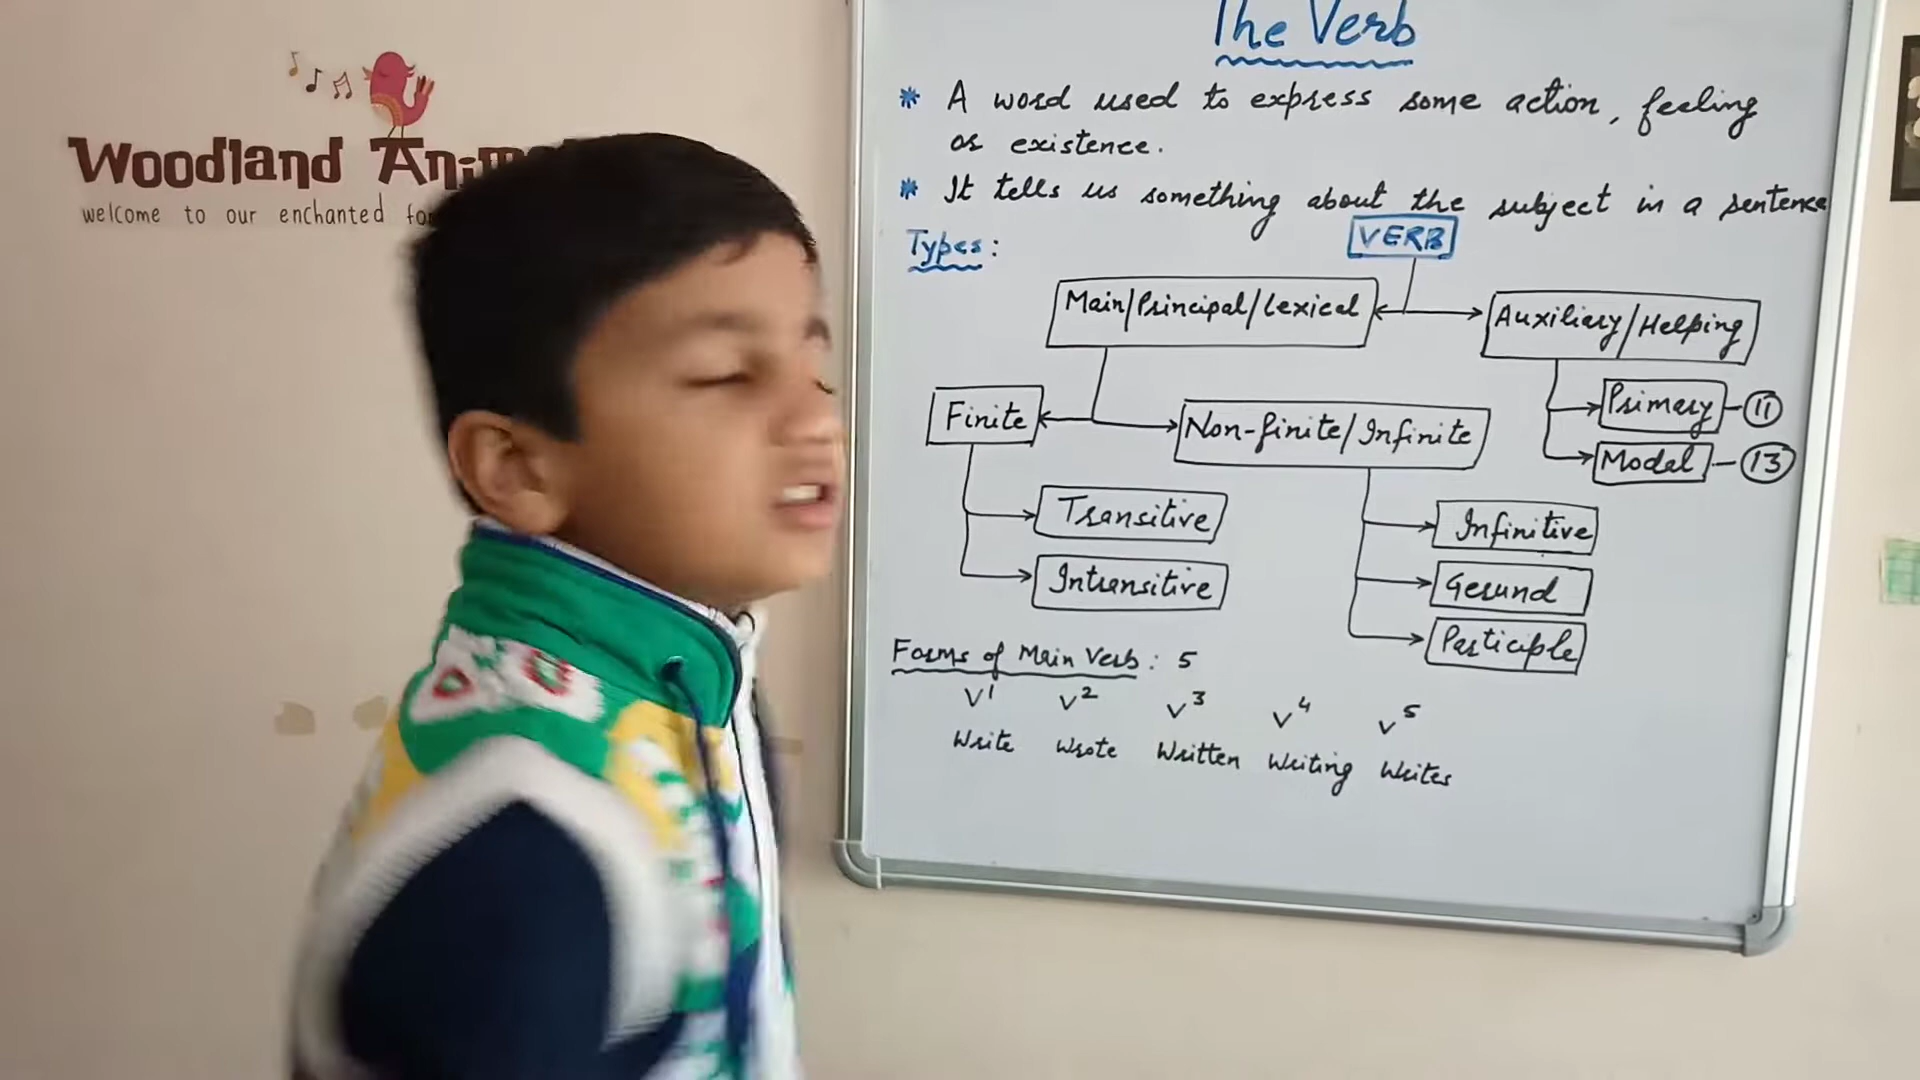 Woodland Anim
welcome to our enchanted fo
The Verb
* A word used to express some action, feeling
or existence.
* It tells us something about the subject in a sentence
Types:
VERB
Main/Principal/Lexical
Auxiliary/Helping
Primary - 11
Model - 13
Finite
Non-finite/Infinite
Transitive
Intransitive
Infinitive
Gerund
Participle
Forms of Main Verb: 5
V1 V2 V3 V4 V5
Write Wrote Written Writing Writes